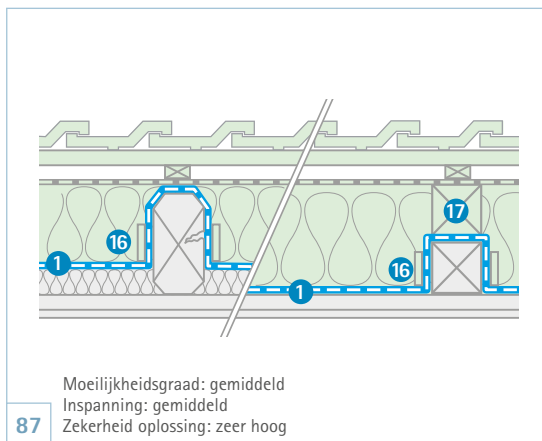 16
17
1
16
1
Moeilijkheidsgraad: gemiddeld
Inspanning: gemiddeld
87 Zekerheid oplossing: zeer hoog